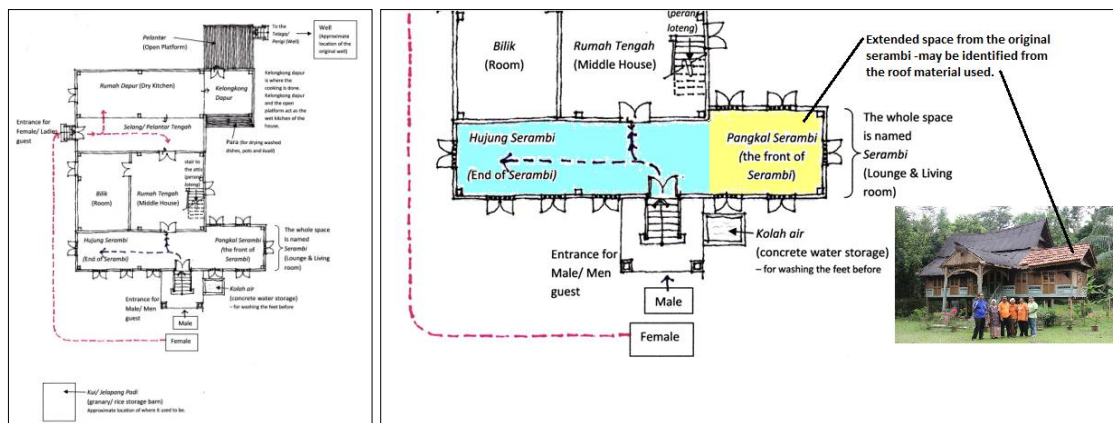 Pelantar
(Open Platform)
To the
Telaga/
Perigi (Well)
Well
(Approximate
location of the
original well)
Rumah Dapur (Dry Kitchen)
Kelongkong
Dapur
Kelongkong dapur
is where the
cooking is done.
Kelongkong dapur
and the open
platform act as the
wet kitchen of the
house.
Entrance for
Female/ Ladies
guest
Selang/ Pelantar Tengah
Para (for drying washed
dishes, pots and kuali)
stair to
the attic
(perang
loteng)
Bilik
(Room)
Rumah Tengah
(Middle House)
Hujung Serambi
(End of Serambi)
Pangkal Serambi
(the front of
Serambi)
The whole space
is named
Serambi
(Lounge & Living
room)
Entrance for
Male/ Men
guest
Kolah air
(concrete water storage)
– for washing the feet before
Male
Female
Kui/ Jelapang Padi
(granary/ rice storage barn)
Approximate location of where it used to be.
(perang
loteng)
Bilik
(Room)
Rumah Tengah
(Middle House)
Extended space from the original
serambi -may be identified from
the roof material used.
Hujung Serambi
(End of Serambi)
Pangkal Serambi
(the front of
Serambi)
The whole space
is named
Serambi
(Lounge & Living
room)
Kolah air
(concrete water storage)
– for washing the feet before
Entrance for
Male/ Men
guest
Male
Female